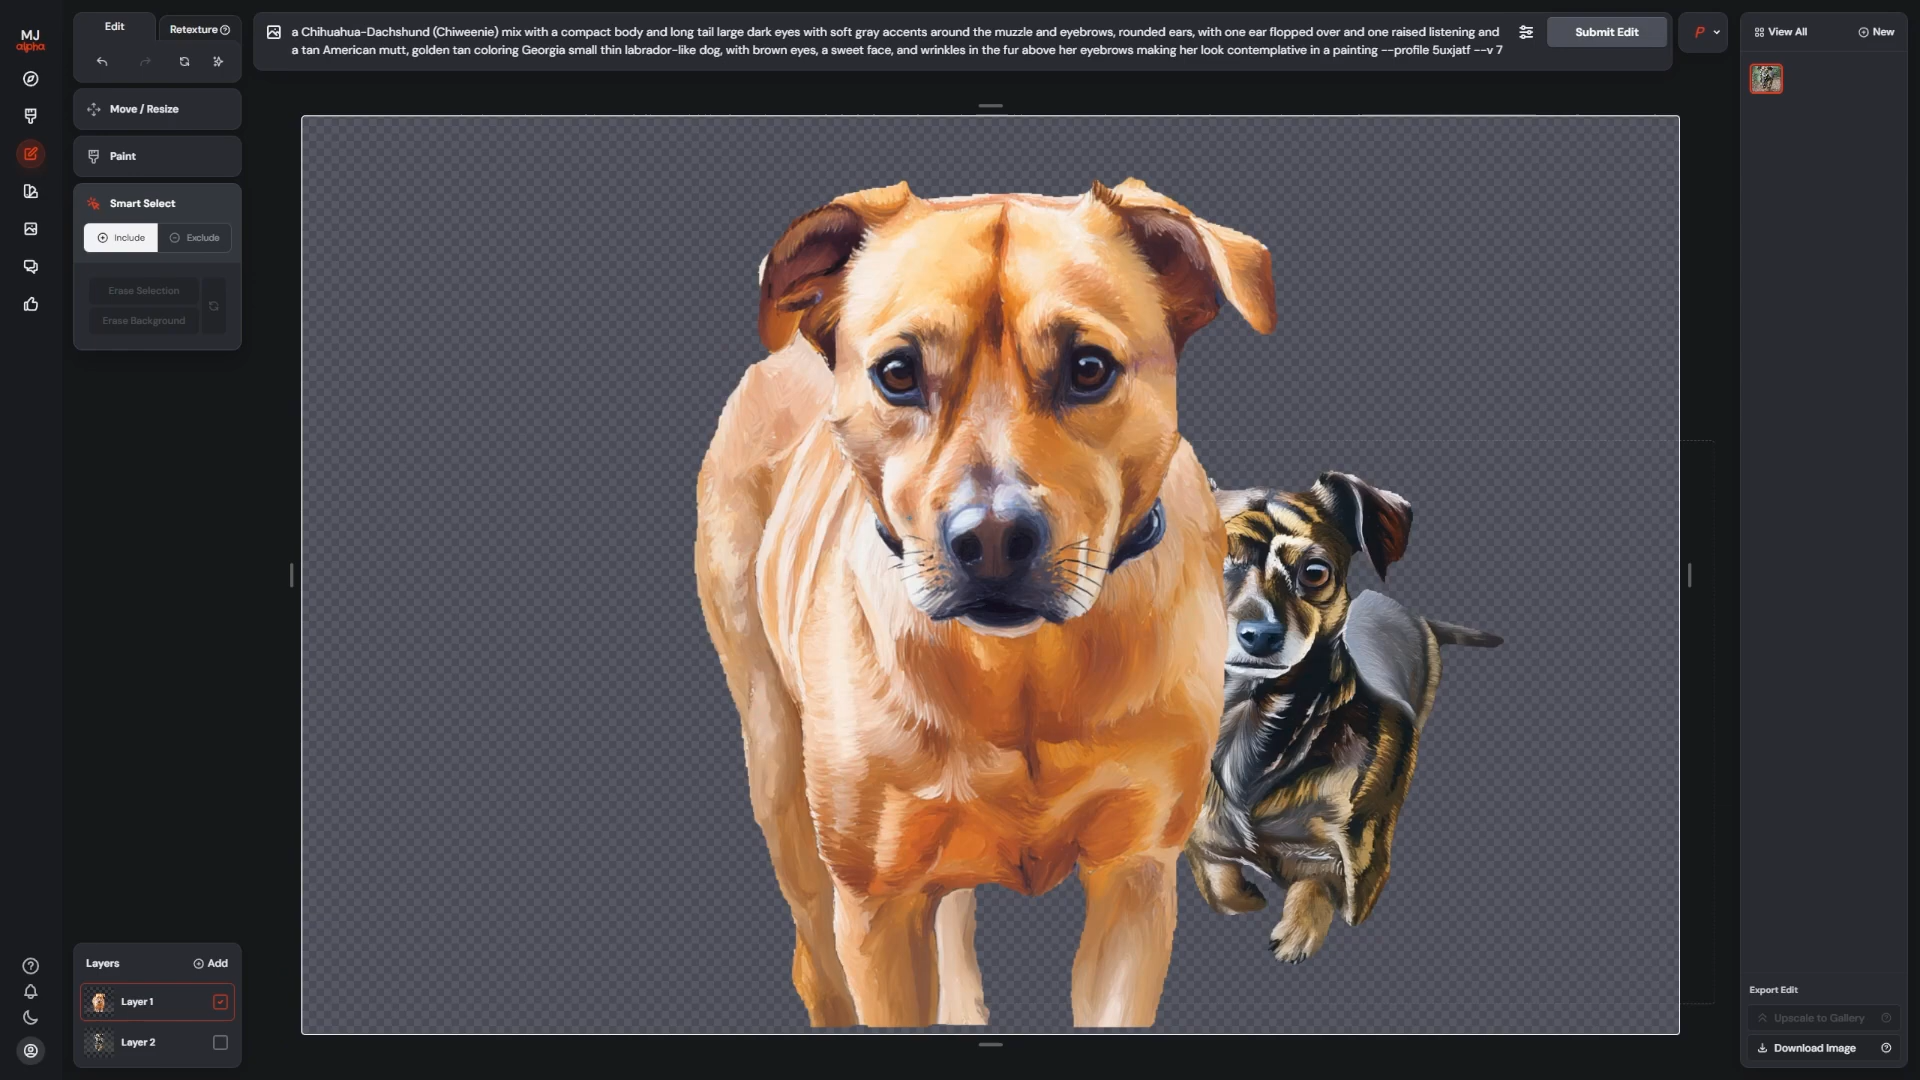 MJ
alpha
Edit
Retexture
a Chihuahua-Dachshund (Chiweenie) mix with a compact body and long tail large dark eyes with soft gray accents around the muzzle and eyebrows, rounded ears, with one ear flopped over and one raised listening and
a tan American mutt, golden tan coloring Georgia small thin labrador-like dog, with brown eyes, a sweet face, and wrinkles in the fur above her eyebrows making her look contemplative in a painting --profile 5uxjatf --v 7
Submit Edit
P
View All
New
Move / Resize
Paint
Smart Select
Include
Exclude
Erase Selection
Erase Background
Layers
Add
Layer 1
Layer 2
Export Edit
Upscale to Gallery
Download Image